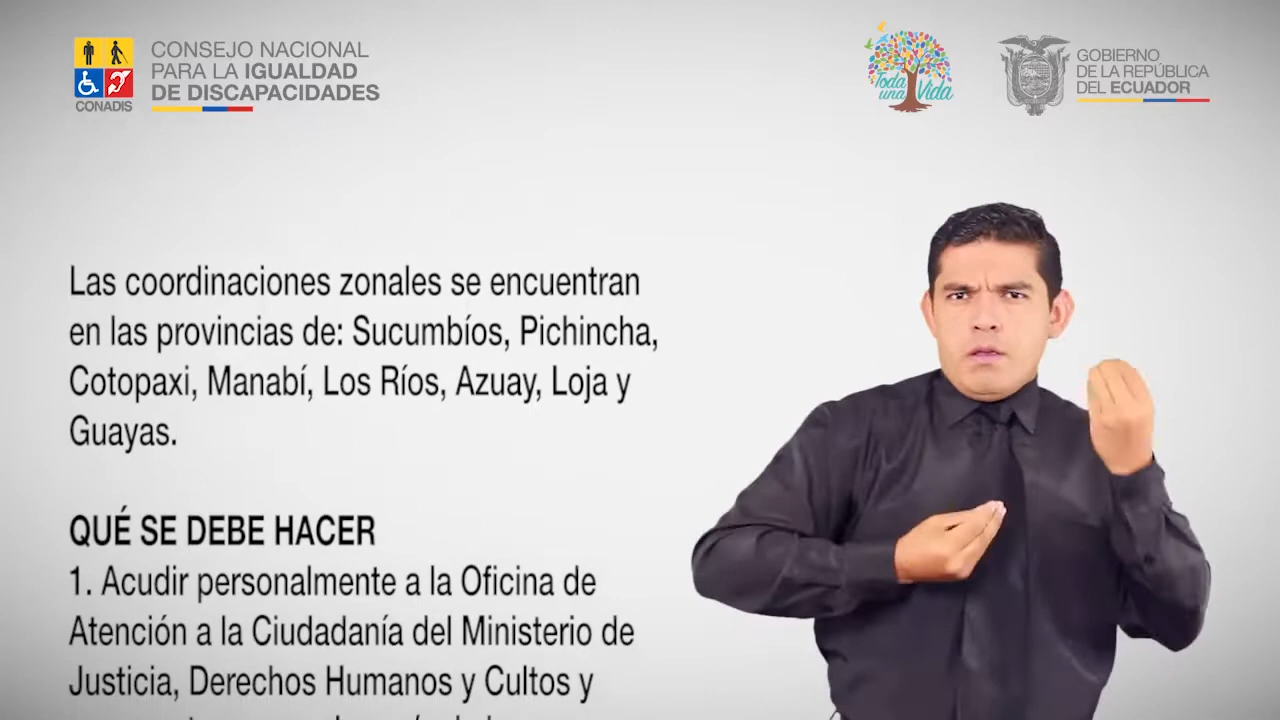 CONADIS
CONSEJO NACIONAL
PARA LA IGUALDAD
DE DISCAPACIDADES
Toda
una Vida
GOBIERNO
DE LA REPÚBLICA
DEL ECUADOR
Las coordinaciones zonales se encuentran
en las provincias de: Sucumbíos, Pichincha,
Cotopaxi, Manabí, Los Ríos, Azuay, Loja y
Guayas.
QUÉ SE DEBE HACER
1. Acudir personalmente a la Oficina de
Atención a la Ciudadanía del Ministerio de
Justicia, Derechos Humanos y Cultos y